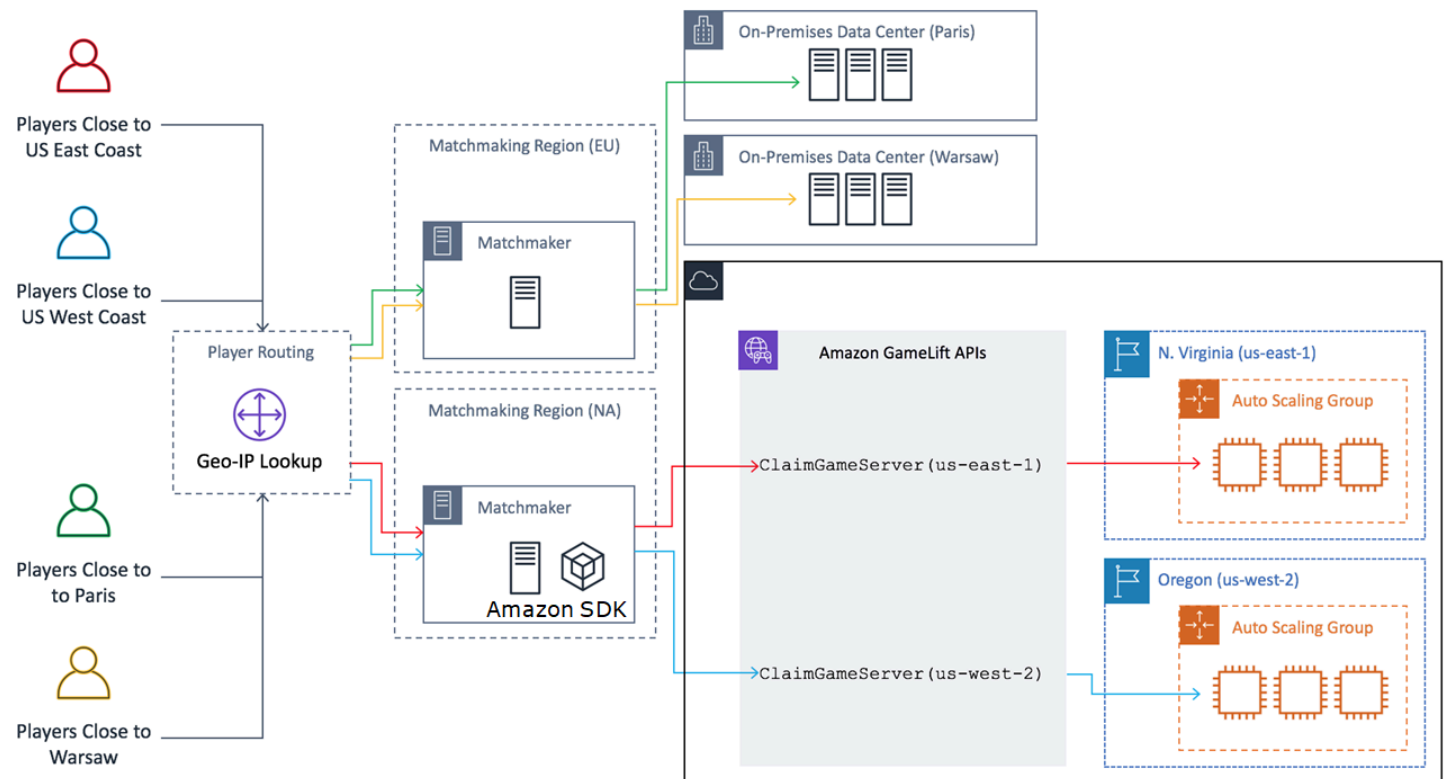 Players Close to
US East Coast
Players Close to
US West Coast
Players Close to
to Paris
Players Close to
Warsaw
Player Routing
Geo-IP Lookup
Matchmaking Region (EU)
Matchmaker
Matchmaking Region (NA)
Matchmaker
Amazon SDK
On-Premises Data Center (Paris)
On-Premises Data Center (Warsaw)
Amazon GameLift APIs
ClaimGameServer(us-east-1)
ClaimGameServer(us-west-2)
N. Virginia (us-east-1)
Auto Scaling Group
Oregon (us-west-2)
Auto Scaling Group